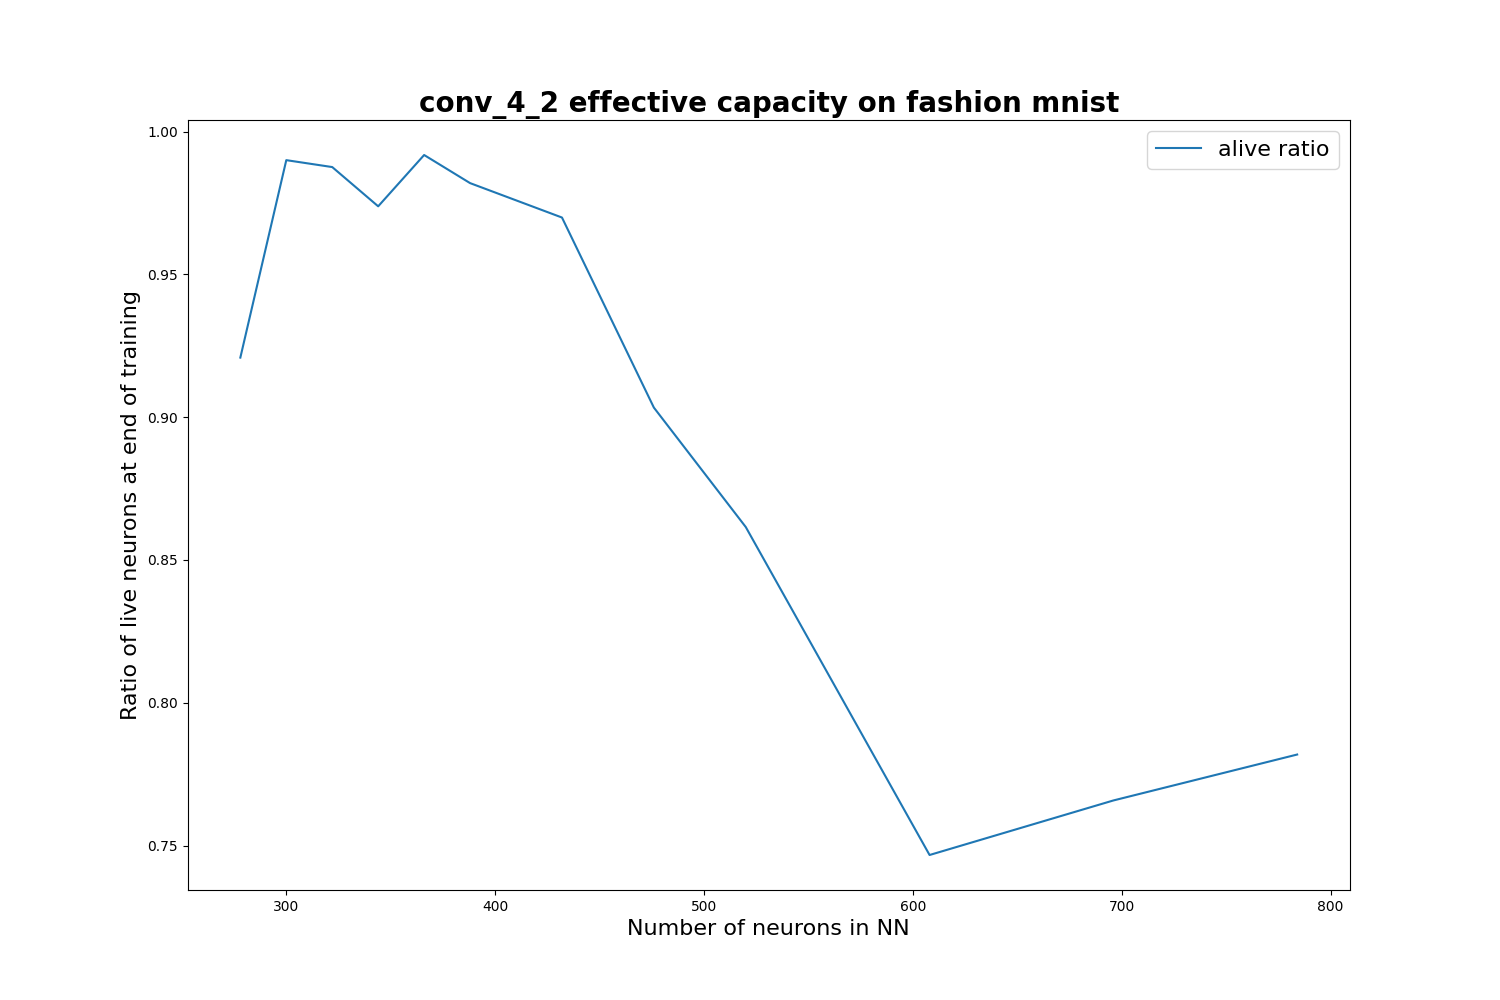 conv_4_2 effective capacity on fashion mnist
alive ratio
Ratio of live neurons at end of training
1.00
0.95
0.90
0.85
0.80
0.75
300 400 500 600 700 800
Number of neurons in NN